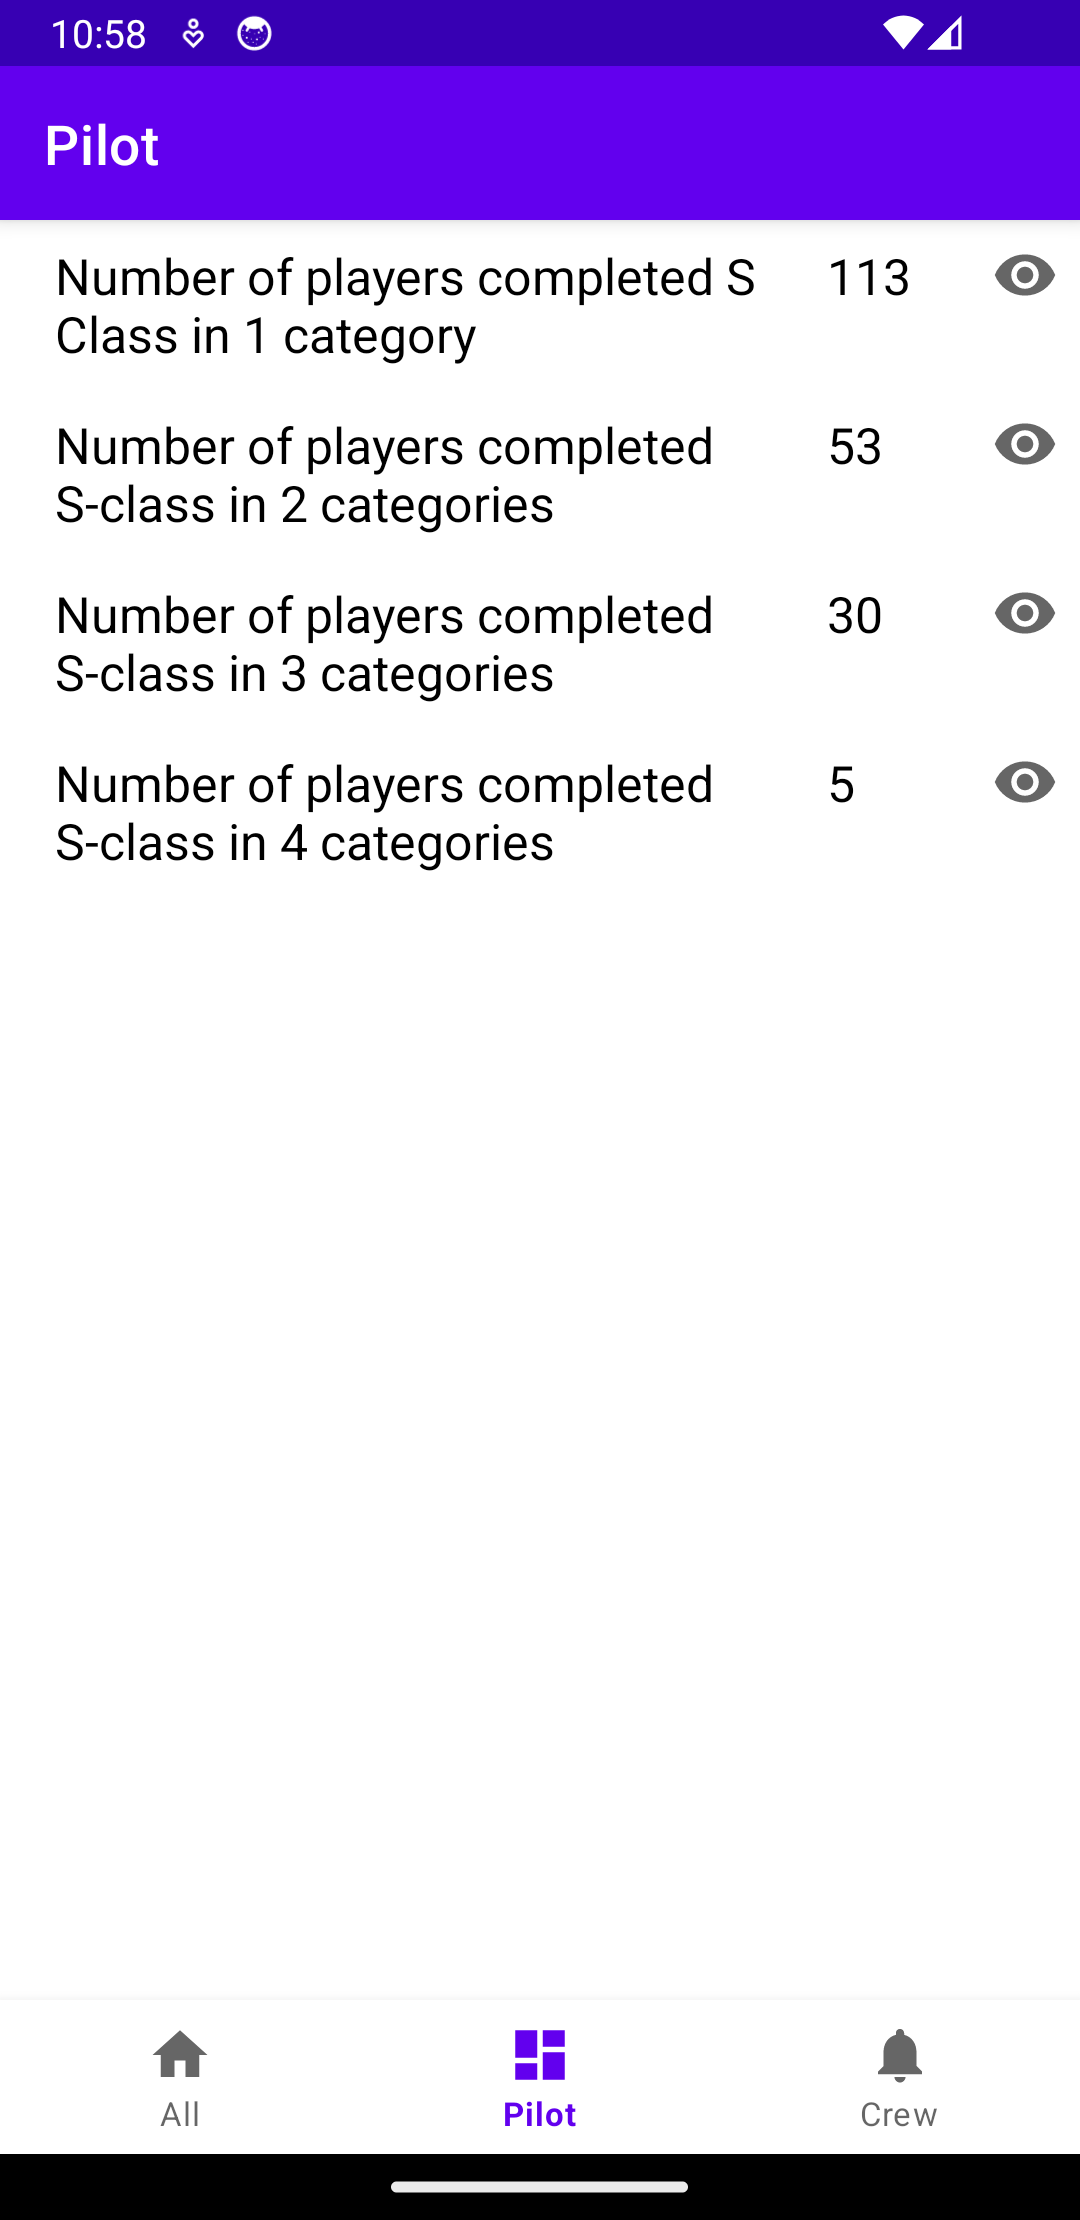 10:58
Pilot
Number of players completed S 113
Class in 1 category
Number of players completed 53
S-class in 2 categories
Number of players completed 30
S-class in 3 categories
Number of players completed 5
S-class in 4 categories
All Pilot Crew